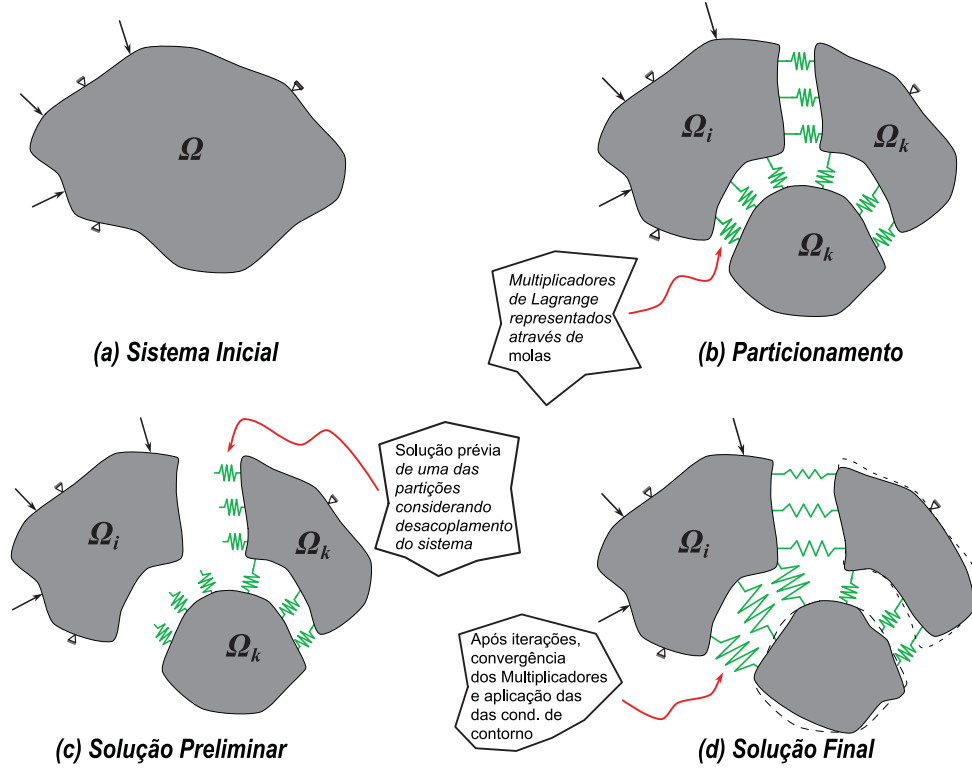 Ω
(a) Sistema Inicial
Ωi
Ωk
Ωk
Multiplicadores
de Lagrange
representados
através de
molas
(b) Particionamento
Ωi
Ωk
Ωk
Solução prévia
de uma das
partições
considerando
desacoplamento
do sistema
(c) Solução Preliminar
Ωi
Após iterações,
convergência
dos Multiplicadores
e aplicação das
das cond. de
contorno
(d) Solução Final